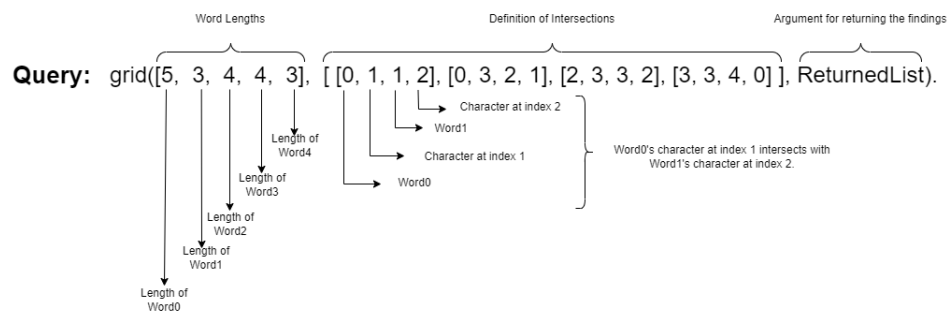 Word Lengths
Definition of Intersections
Argument for returning the findings
Query: grid([5, 3, 4, 4, 3], [ [0, 1, 1, 2], [0, 3, 2, 1], [2, 3, 3, 2], [3, 3, 4, 0] ], ReturnedList).
Character at index 2
Word1
Character at index 1
Word0
Word0's character at index 1 intersects with
Word1's character at index 2.
Length of
Word4
Length of
Word3
Length of
Word2
Length of
Word1
Length of
Word0